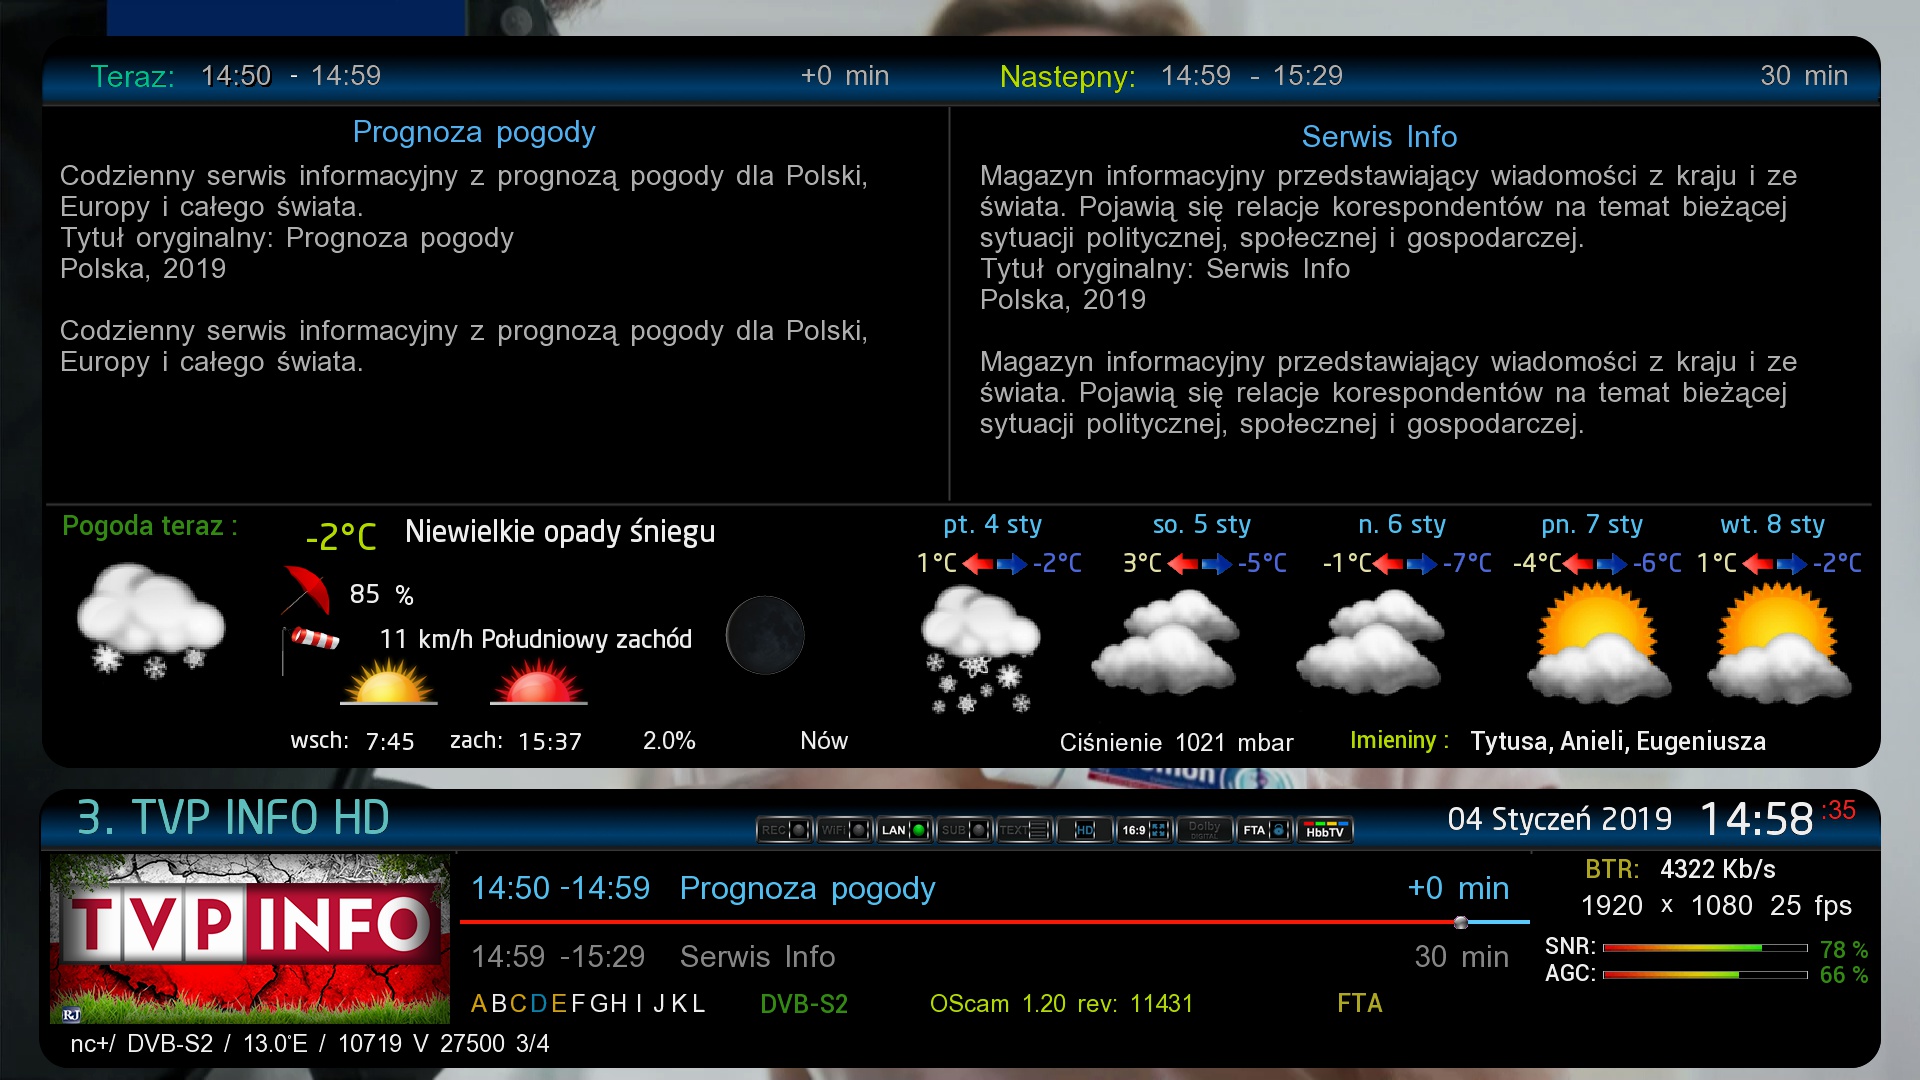 Teraz: 14:50 - 14:59 +0 min Nastepny: 14:59 - 15:29 30 min
Prognoza pogody
Codzienny serwis informacyjny z prognozą pogody dla Polski,
Europy i całego świata.
Tytuł oryginalny: Prognoza pogody
Polska, 2019
Codzienny serwis informacyjny z prognozą pogody dla Polski,
Europy i całego świata.
Serwis Info
Magazyn informacyjny przedstawiający wiadomości z kraju i ze
świata. Pojawią się relacje korespondentów na temat bieżącej
sytuacji politycznej, społecznej i gospodarczej.
Tytuł oryginalny: Serwis Info
Polska, 2019
Magazyn informacyjny przedstawiający wiadomości z kraju i ze
świata. Pojawią się relacje korespondentów na temat bieżącej
sytuacji politycznej, społecznej i gospodarczej.
Pogoda teraz : -2°C Niewielkie opady śniegu
85 %
11 km/h Południowy zachód
wsch: 7:45 zach: 15:37 2.0% Nów
pt. 4 sty so. 5 sty n. 6 sty pn. 7 sty wt. 8 sty
1°C -2°C 3°C -5°C -1°C -7°C -4°C -6°C 1°C -2°C
Ciśnienie 1021 mbar Imieniny : Tytusa, Anieli, Eugeniusza
3. TVP INFO HD
REC WiFi LAN SUB TEXT HD 16:9 Dolby DIGITAL FTA HbbTV
04 Styczeń 2019 14:58 :35
TVP INFO
RJ
14:50 -14:59 Prognoza pogody +0 min
14:59 -15:29 Serwis Info 30 min
A B C D E F G H I J K L DVB-S2 OScam 1.20 rev: 11431 FTA
BTR: 4322 Kb/s
1920 x 1080 25 fps
SNR: 78 %
AGC: 66 %
nc+/ DVB-S2 / 13.0°E / 10719 V 27500 3/4